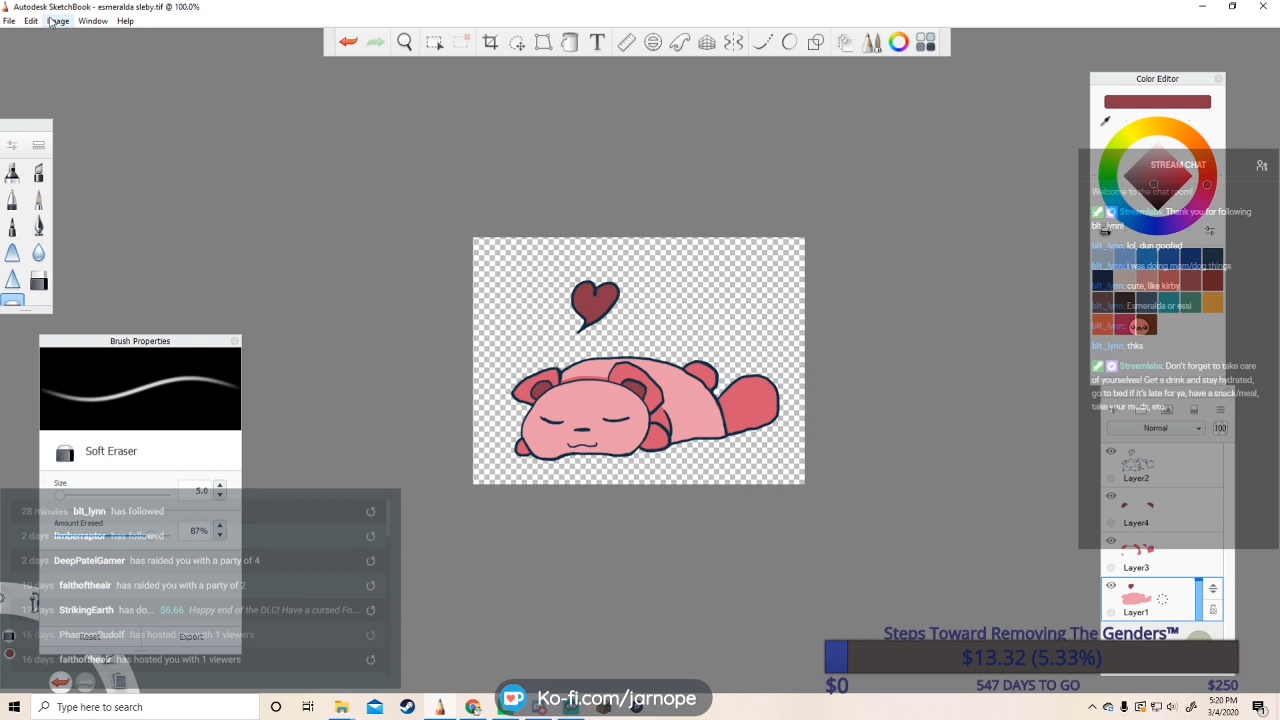 Autodesk SketchBook - esmeralda sleby.tif @ 100.0%
File Edit Image Window Help
Color Editor
STREAM CHAT
Welcome to the chat room!
Streamlabs: Thank you for following
blt_lynn!
blt_lynn: lol, dun goofed
blt_lynn: i was doing mom/dog things
blt_lynn: cute, like kirby
blt_lynn: Esmeralda or essi
blt_lynn:
blt_lynn: thks
Streamlabs: Don't forget to take care
of yourselves! Get a drink and stay hydrated,
go to bed if it's late for ya, have a snack/meal,
take your meds, etc.
Normal
100
Layer2
Layer4
Layer3
Layer1
Brush Properties
Soft Eraser
Size
5.0
Amount Erased
87%
Reset
Export
28 minutes blt_lynn has followed
2 days limberraptor has followed
2 days DeepPatelGamer has raided you with a party of 4
10 days faithoftheair has raided you with a party of 2
12 days StrikingEarth has do... $6.66 Happy end of the DLC! Have a cursed Fo...
16 days PhantomSudolf has hosted you with 1 viewers
16 days faithoftheair has hosted you with 1 viewers
Steps Toward Removing The Genders™
$13.32 (5.33%)
$0 547 DAYS TO GO $250
Ko-fi.com/jarnope
Type here to search
5:20 PM
3/4/2020